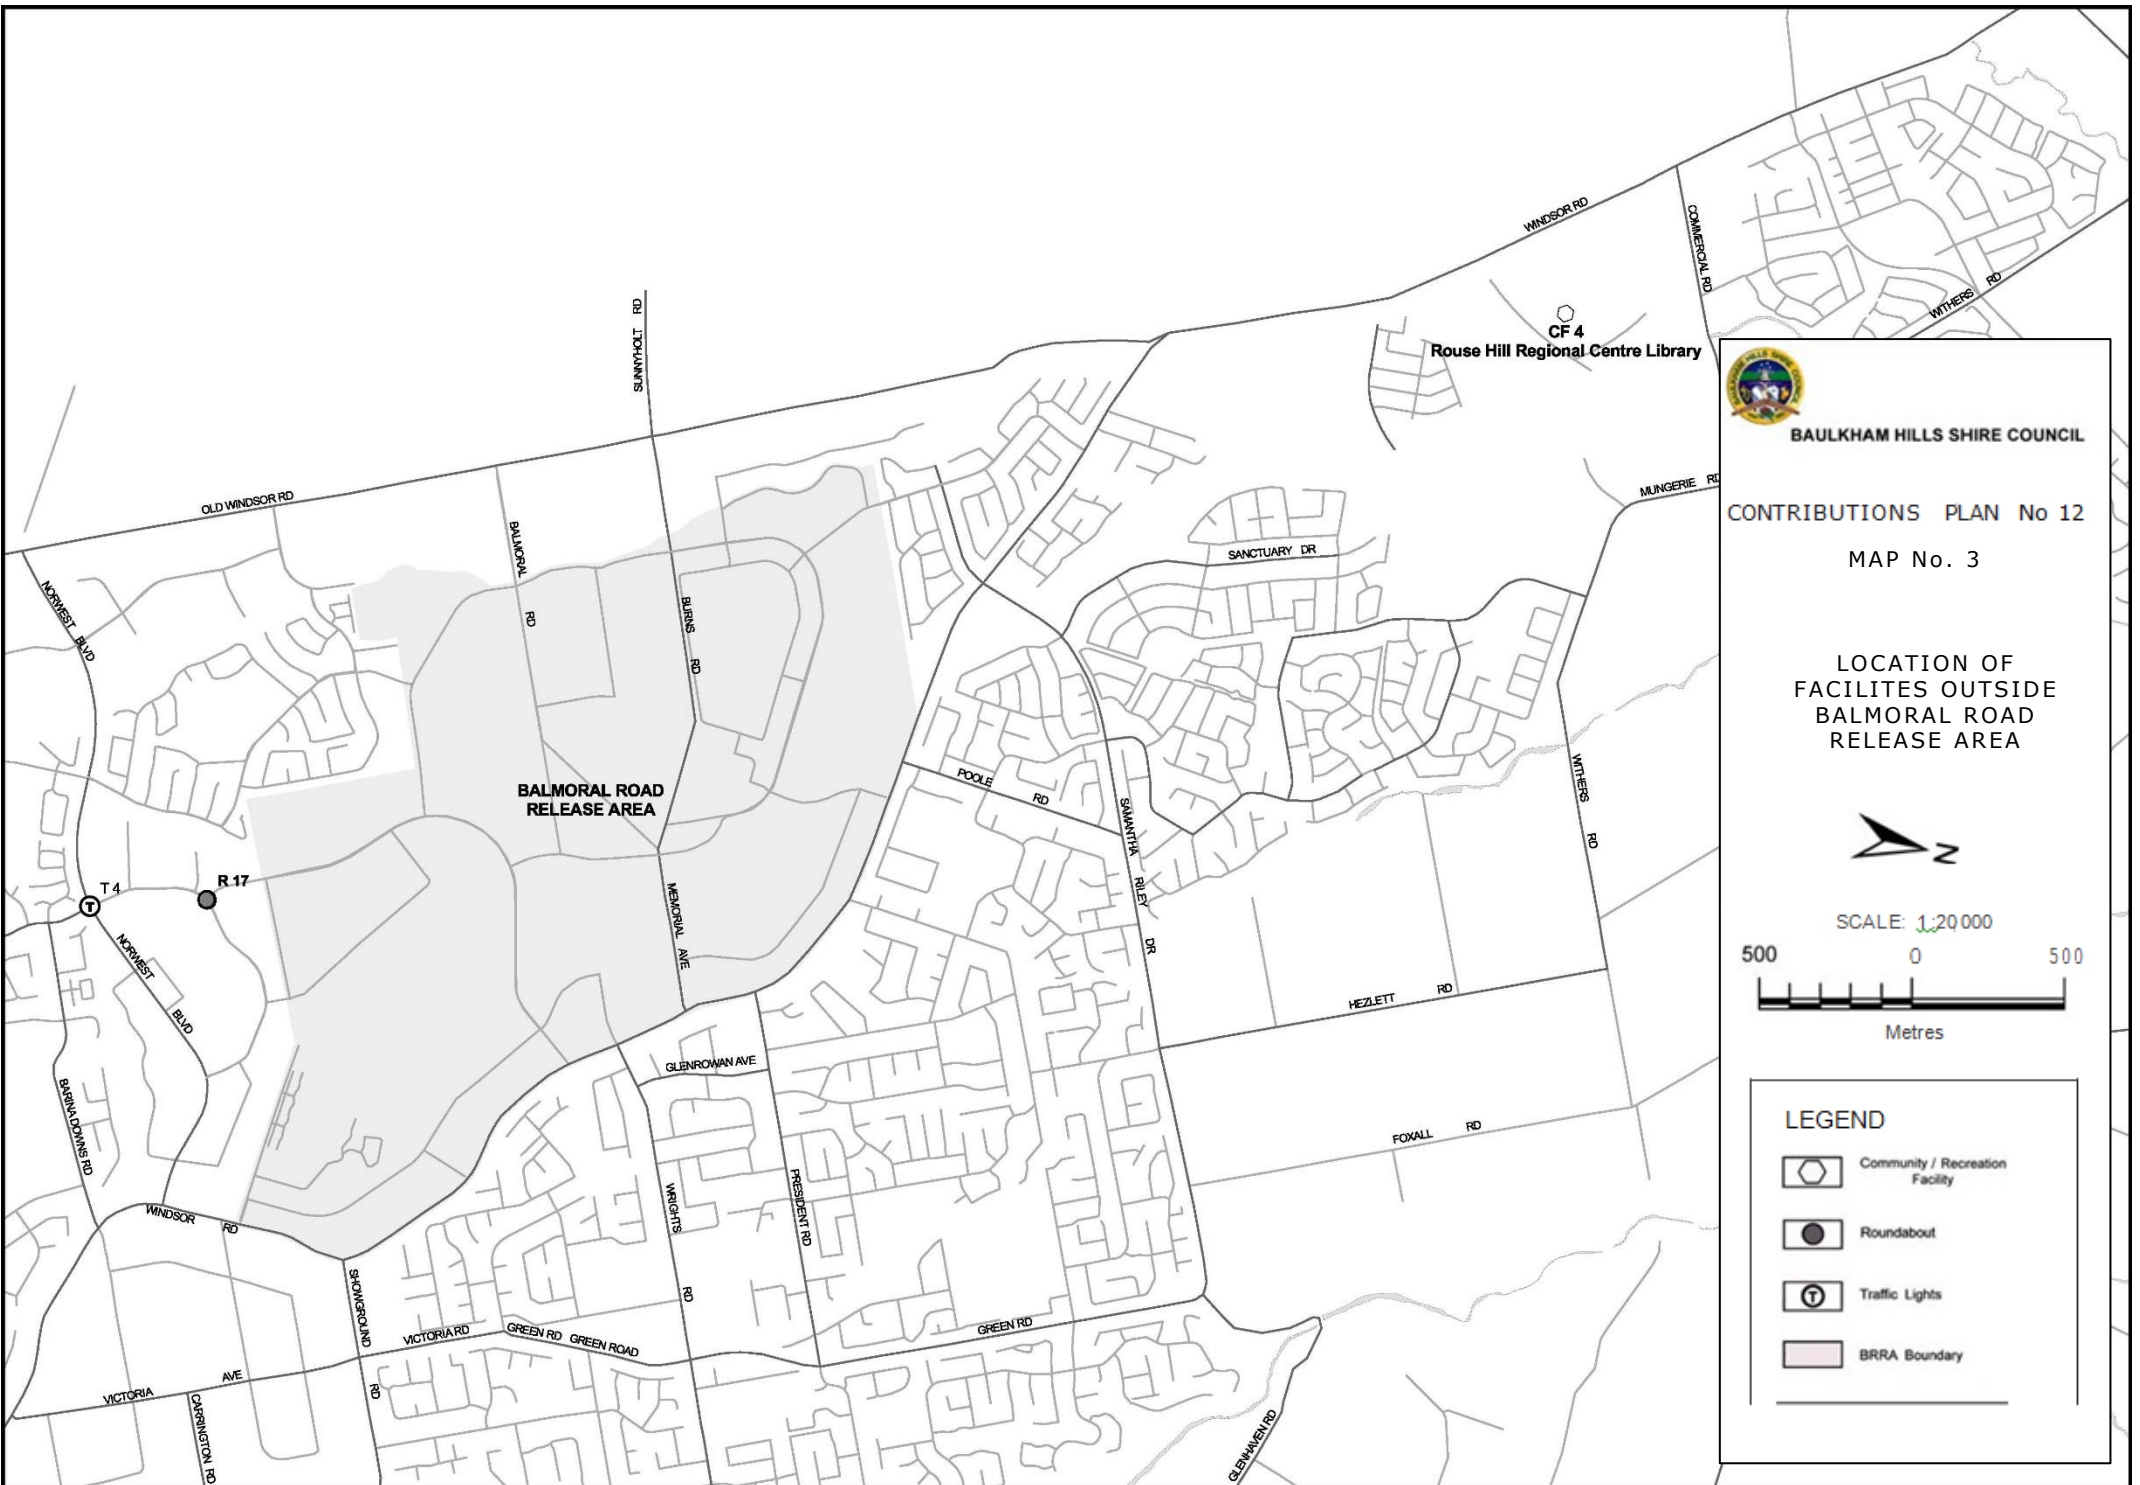 WINDSOR RD
COMMERCIAL RD
WITHERS RD
SUNNYHOLT RD
CF 4
Rouse Hill Regional Centre Library
OLD WINDSOR RD
BALMORAL RD
MUNGERIE RD
SANCTUARY DR
NORWEST BLVD
BURNS RD
BALMORAL ROAD
RELEASE AREA
POOLE RD
SAMANTHA RILEY DR
WITHERS RD
T 4
T
R 17
NORWEST BLVD
MEMORIAL AVE
HEZLETT RD
GLENROWAN AVE
BARINA DOWNS RD
FOXALL RD
WRIGHTS RD
PRESIDENT RD
WINDSOR RD
SHOWGROUND RD
VICTORIA RD
GREEN RD
GREEN ROAD
GREEN RD
VICTORIA AVE
CARRINGTON RD
GLENHAVEN RD
BAULKHAM HILLS SHIRE COUNCIL
CONTRIBUTIONS PLAN No 12
MAP No. 3
LOCATION OF
FACILITES OUTSIDE
BALMORAL ROAD
RELEASE AREA
N
SCALE: 1:20 000
500 0 500
Metres
LEGEND
Community / Recreation
Facility
Roundabout
T Traffic Lights
BRRA Boundary